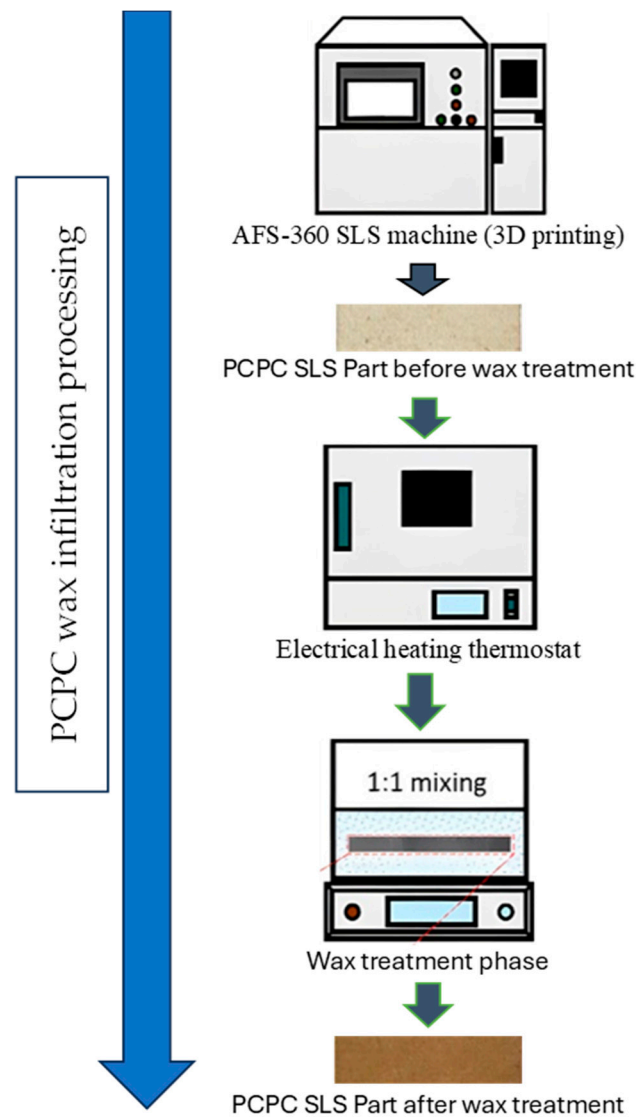 PCPC wax infiltration processing
AFS-360 SLS machine (3D printing)
PCPC SLS Part before wax treatment
Electrical heating thermostat
1:1 mixing
Wax treatment phase
PCPC SLS Part after wax treatment